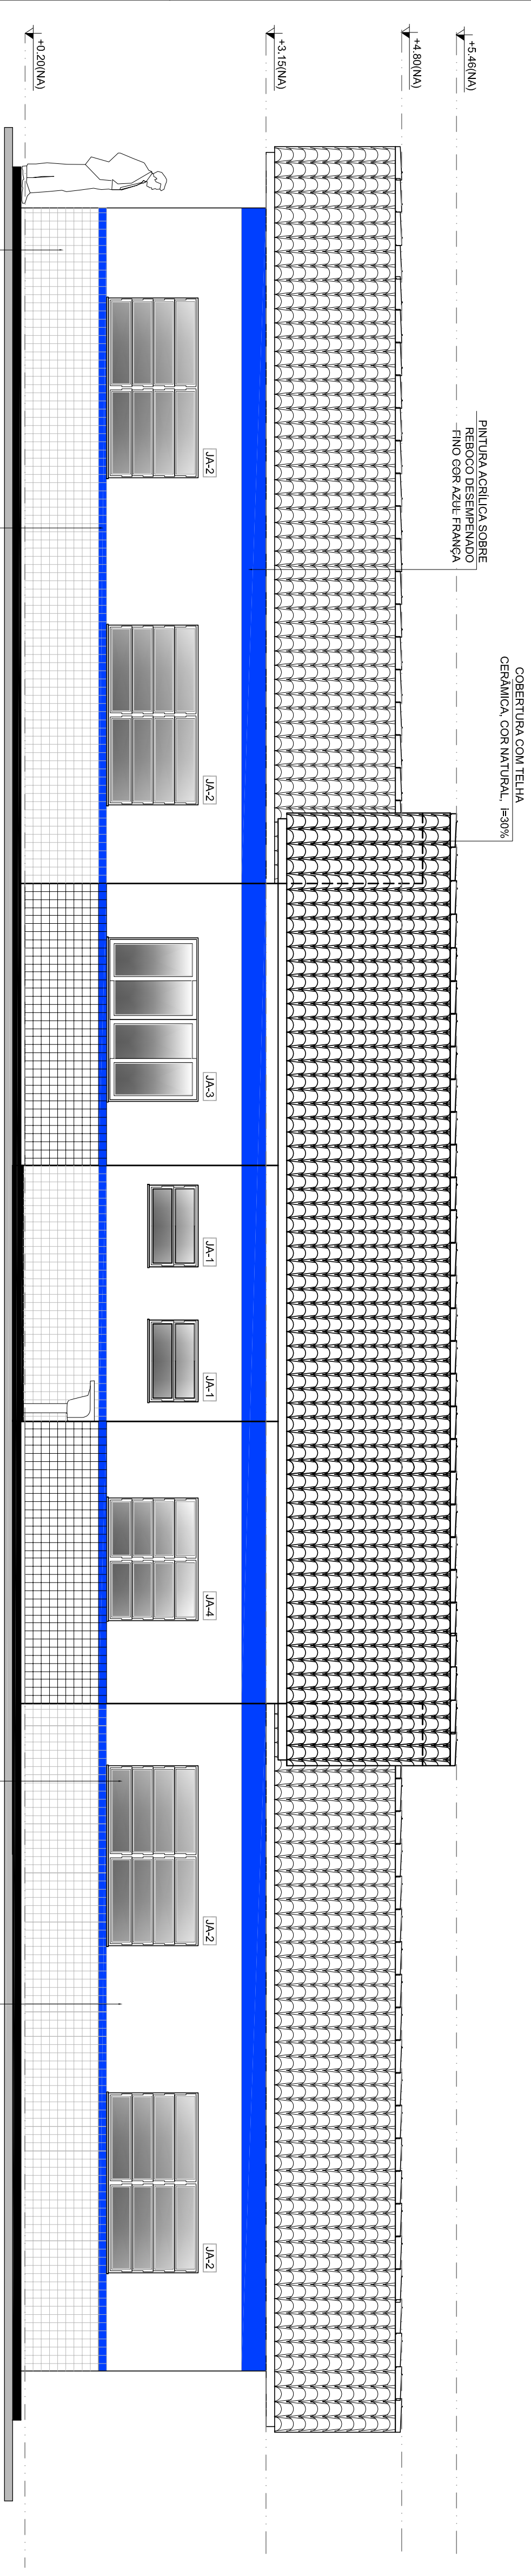 +5.46(NA)
+4.80(NA)
+3.15(NA)
+0.20(NA)
PINTURA ACRÍLICA SOBRE
REBOCO DESEMPENADO
FINO COR AZUL FRANÇA
COBERTURA COM TELHA
CERÂMICA, COR NATURAL, i=30%
JA-2
JA-2
JA-3
JA-1
JA-1
JA-4
JA-2
JA-2